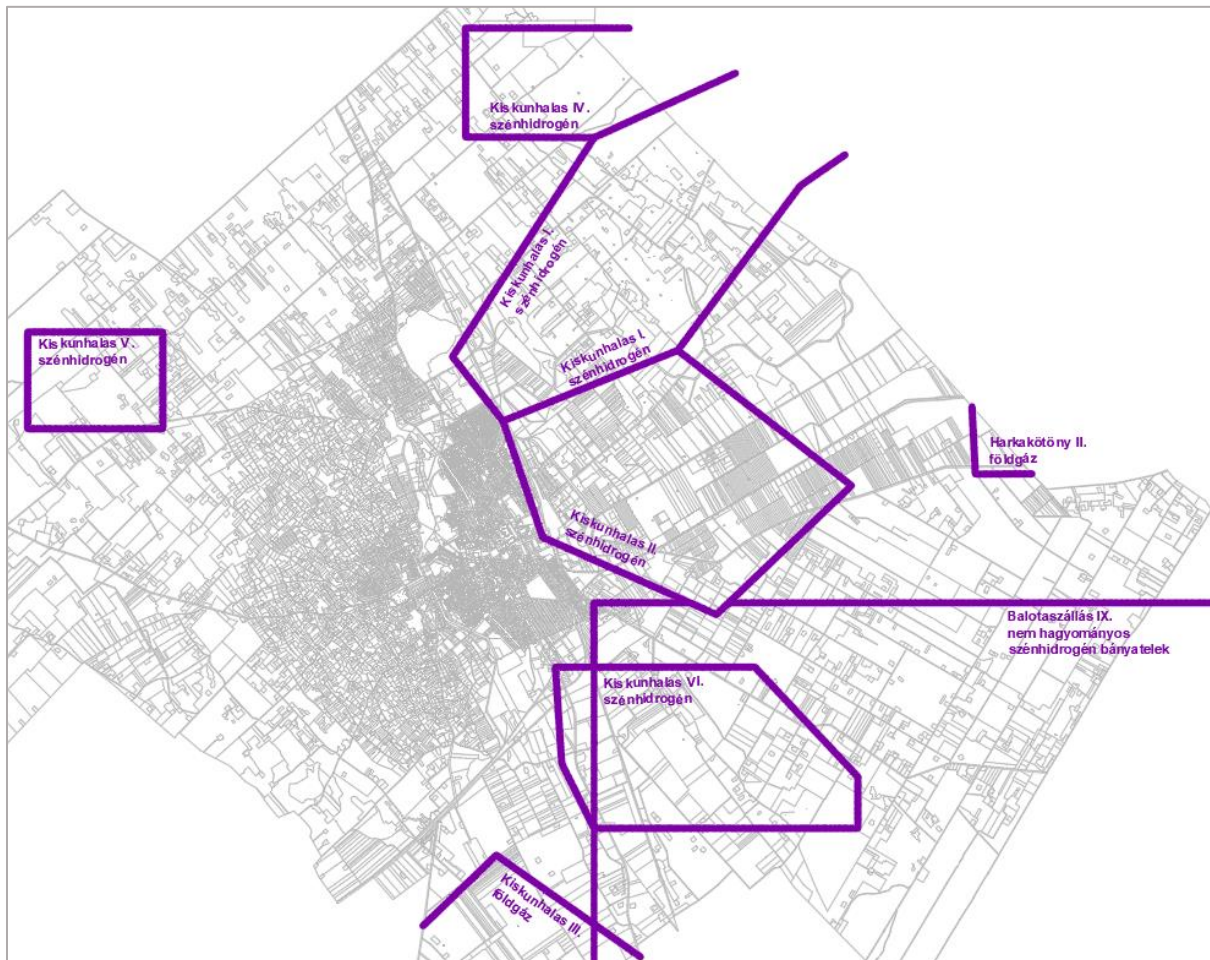 Kiskunhalas IV.
szénhidrogén
Kiskunhalas I.
szénhidrogén
Kiskunhalas V.
szénhidrogén
Kiskunhalas I.
szénhidrogén
Harkakötöny II.
földgáz
Kiskunhalas II.
szénhidrogén
Balotaszállás IX.
nem hagyományos
szénhidrogén bányatelek
Kiskunhalas VI.
szénhidrogén
Kiskunhalas III.
földgáz